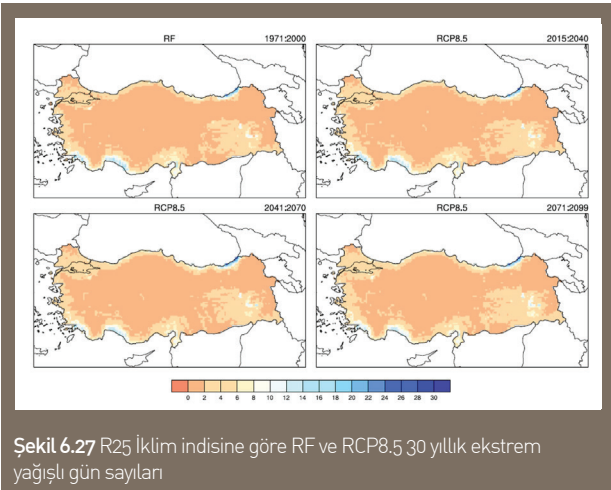 RF 1971:2000 RCP8.5 2015:2040
RCP8.5 2041:2070 RCP8.5 2071:2099
0 2 4 6 8 10 12 14 16 18 20 22 24 26 28 30
Şekil 6.27 R25 İklim indisine göre RF ve RCP8.5 30 yıllık ekstrem
yağışlı gün sayıları